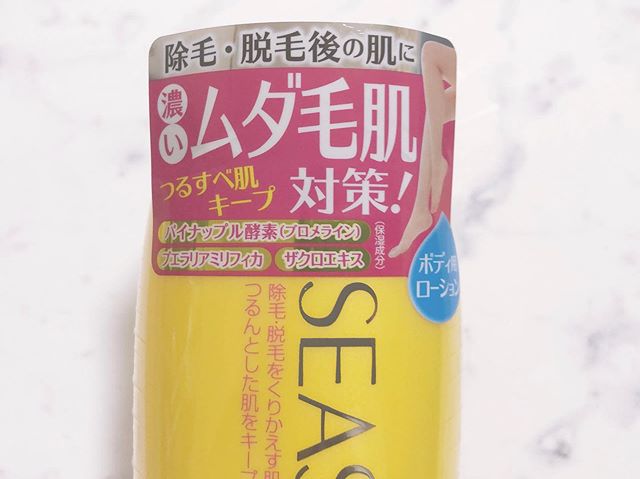 除毛・脱毛後の肌に
濃い
ムダ毛肌
対策!
つるすべ肌
キープ
パイナップル酵素(ブロメライン)
プエラリアミリフィカ
ザクロエキス
(保湿成分)
ボディ用
ローション
SEAS
除毛・脱毛をくりかえす肌
つるんとした肌をキープ